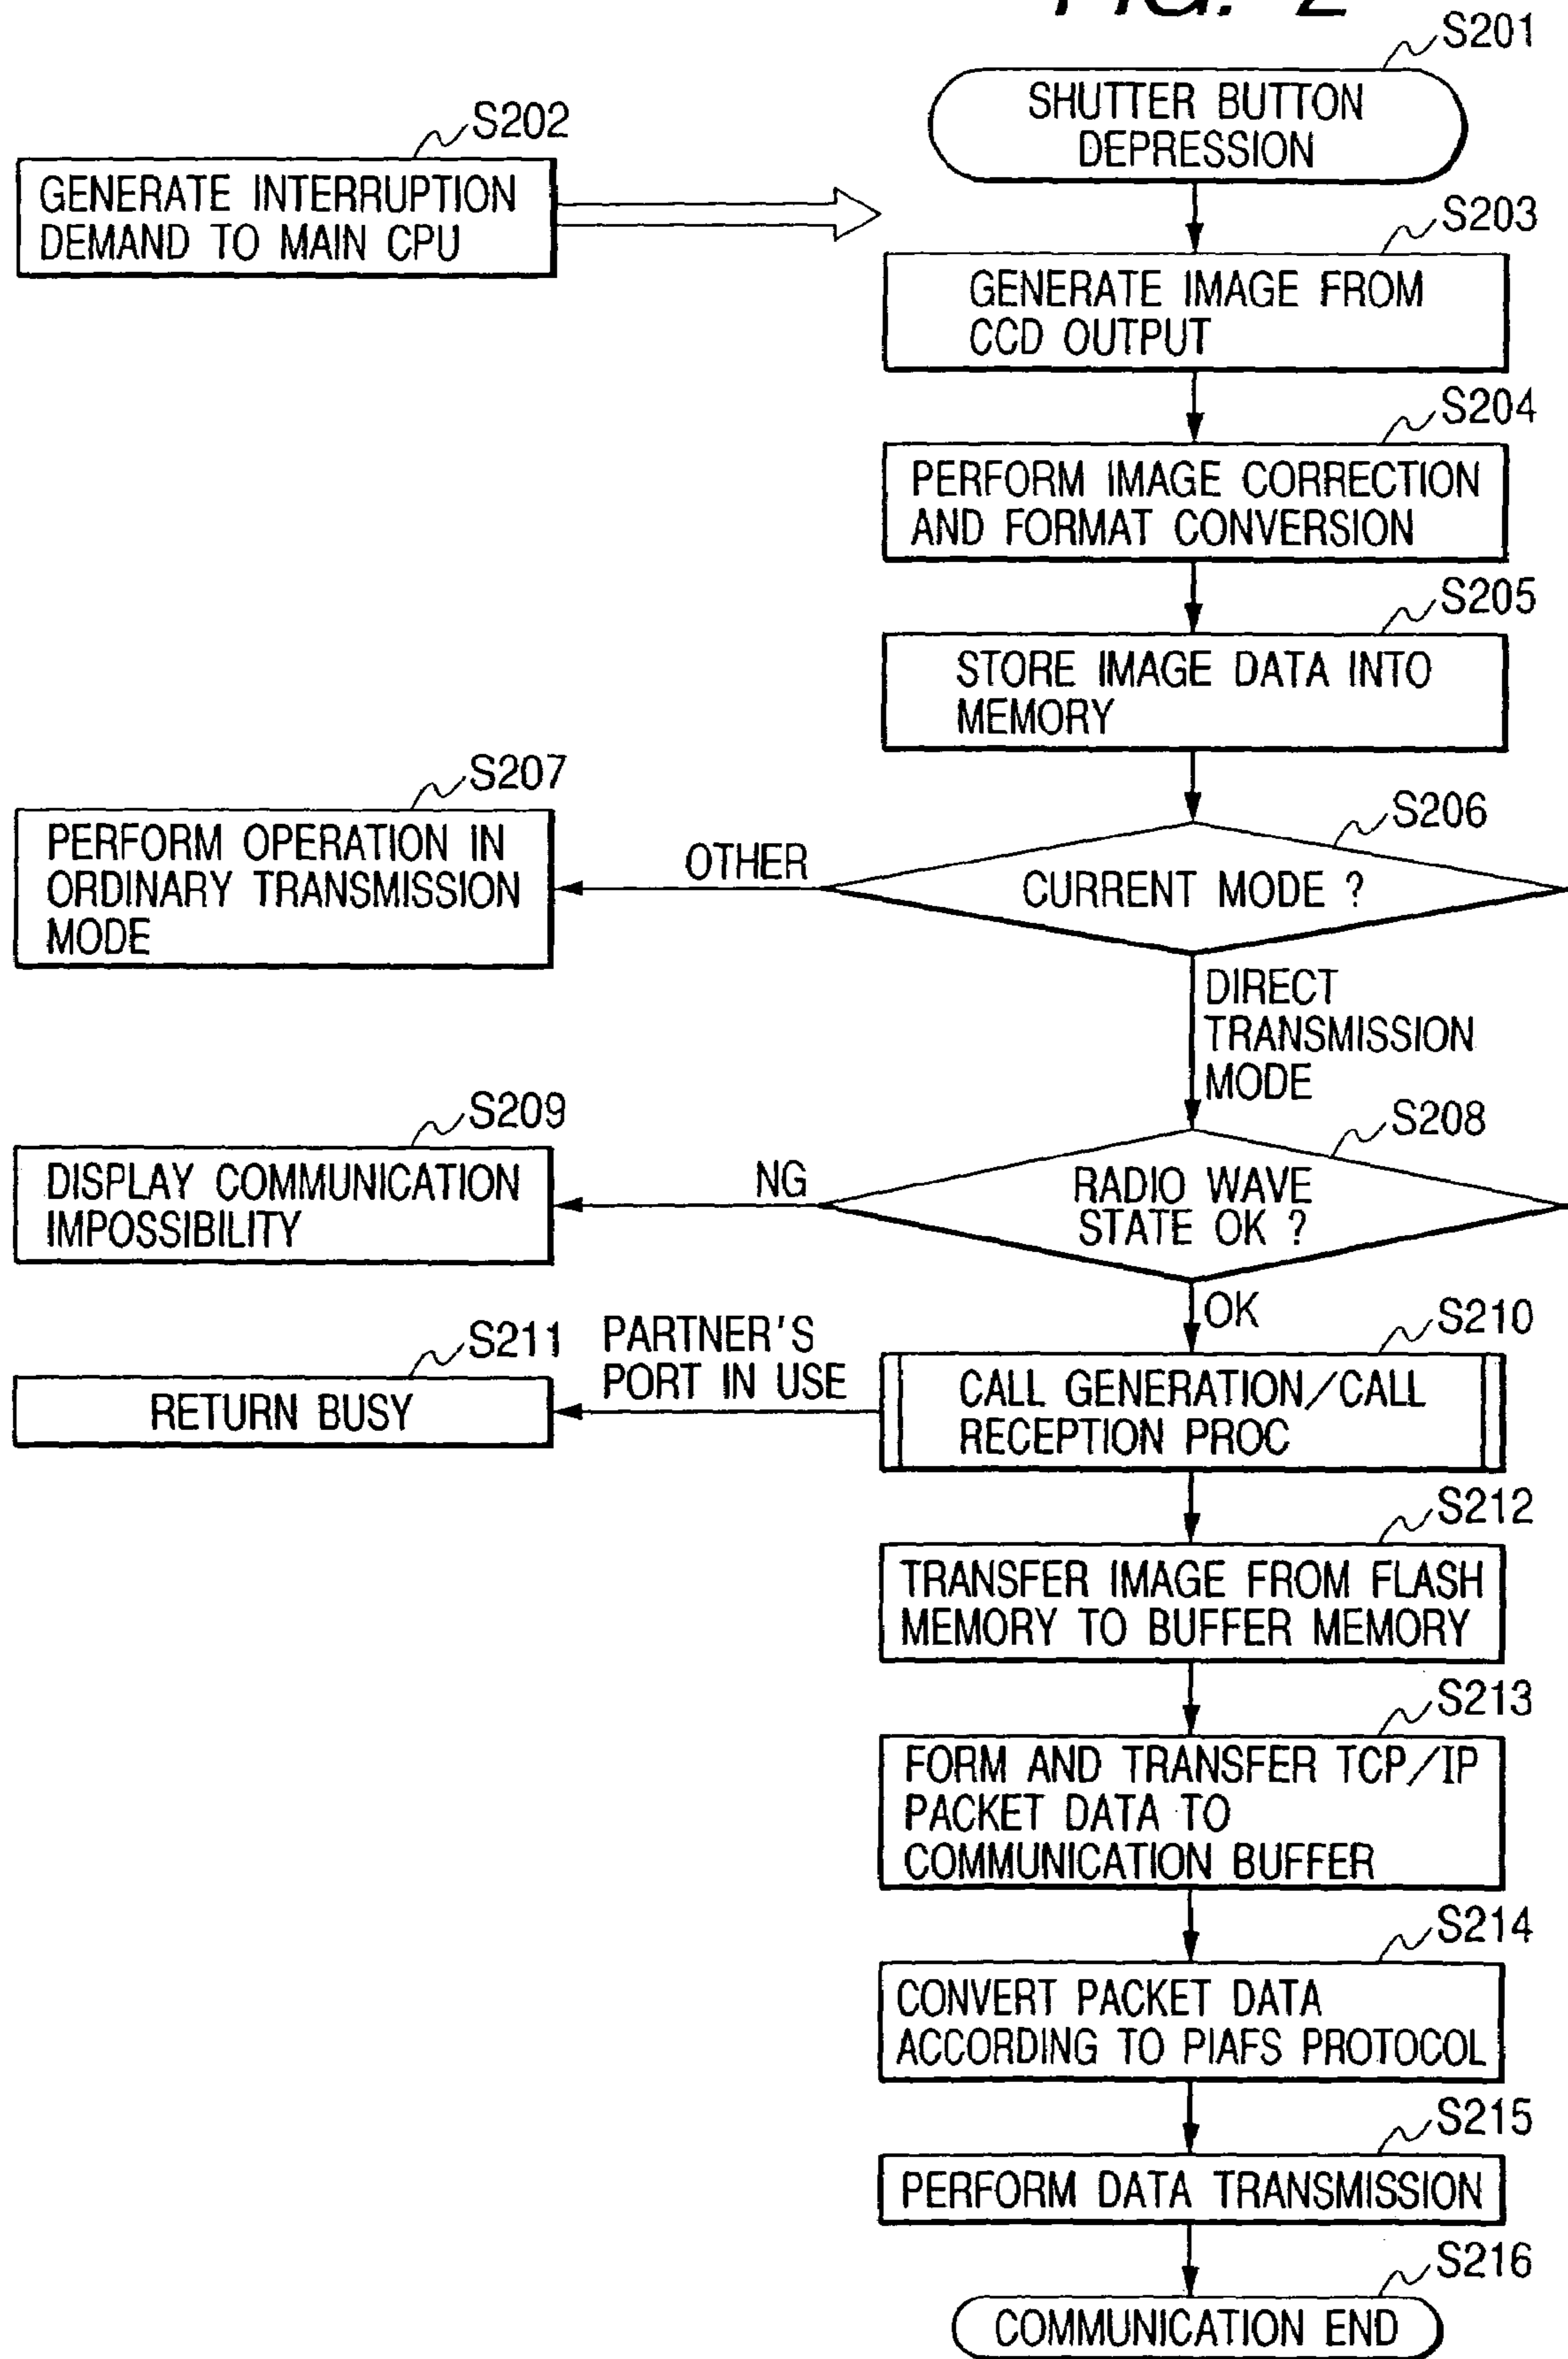 FIG. 2
S201
SHUTTER BUTTON
DEPRESSION
S202
GENERATE INTERRUPTION
DEMAND TO MAIN CPU
S203
GENERATE IMAGE FROM
CCD OUTPUT
S204
PERFORM IMAGE CORRECTION
AND FORMAT CONVERSION
S205
STORE IMAGE DATA INTO
MEMORY
S206
CURRENT MODE ?
OTHER
S207
PERFORM OPERATION IN
ORDINARY TRANSMISSION
MODE
DIRECT
TRANSMISSION
MODE
S208
RADIO WAVE
STATE OK ?
NG
S209
DISPLAY COMMUNICATION
IMPOSSIBILITY
OK
S210
CALL GENERATION/CALL
RECEPTION PROC
PARTNER'S
PORT IN USE
S211
RETURN BUSY
S212
TRANSFER IMAGE FROM FLASH
MEMORY TO BUFFER MEMORY
S213
FORM AND TRANSFER TCP/IP
PACKET DATA TO
COMMUNICATION BUFFER
S214
CONVERT PACKET DATA
ACCORDING TO PIAFS PROTOCOL
S215
PERFORM DATA TRANSMISSION
S216
COMMUNICATION END